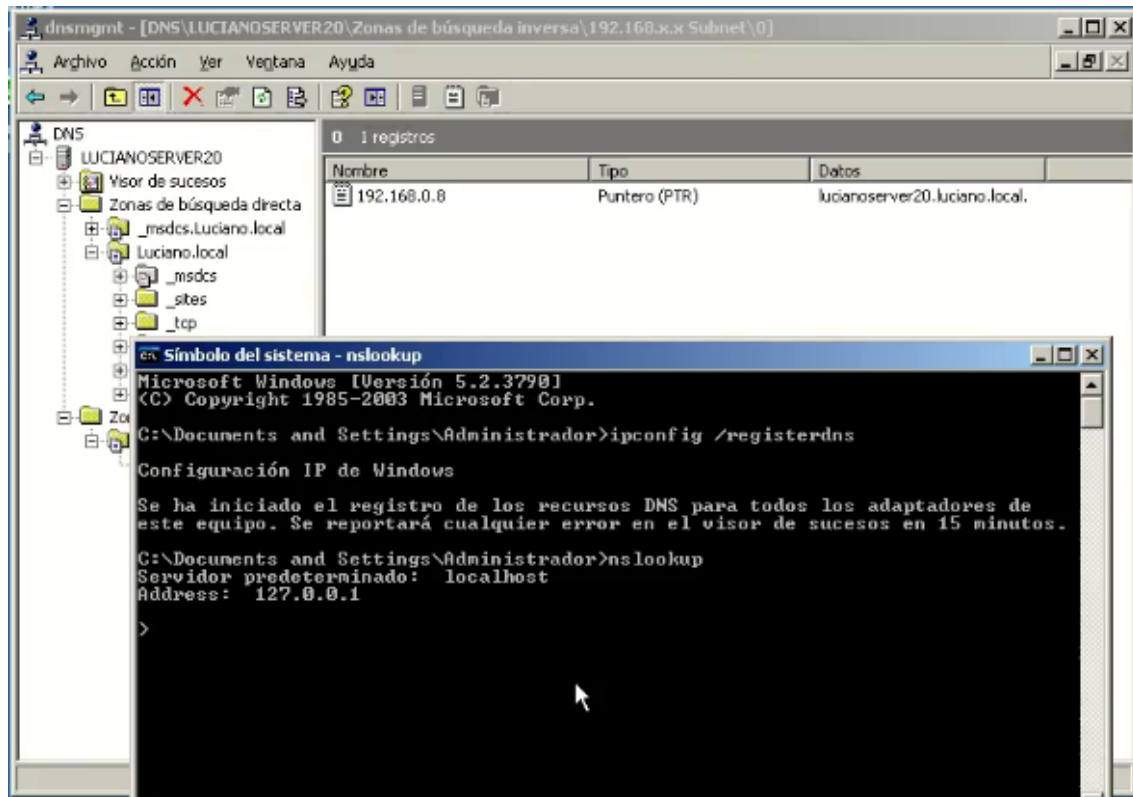 dnsmgmt - [DNS\LUCIANOSERVER20\Zonas de búsqueda inversa\192.168.x.x Subnet\0]
Archivo Acción Ver Ventana Ayuda
DNS
LUCIANOSERVER20
Visor de sucesos
Zonas de búsqueda directa
_msdcs.Luciano.local
Luciano.local
_msdcs
_sites
_tcp
0 1 registros
Nombre Tipo Datos
192.168.0.8 Puntero (PTR) lucianoserver20.luciano.local.
Símbolo del sistema - nslookup
Microsoft Windows [Versión 5.2.3790]
(C) Copyright 1985-2003 Microsoft Corp.
C:\Documents and Settings\Administrador>ipconfig /registerdns
Configuración IP de Windows
Se ha iniciado el registro de los recursos DNS para todos los adaptadores de
este equipo. Se reportará cualquier error en el visor de sucesos en 15 minutos.
C:\Documents and Settings\Administrador>nslookup
Servidor predeterminado: localhost
Address: 127.0.0.1
>